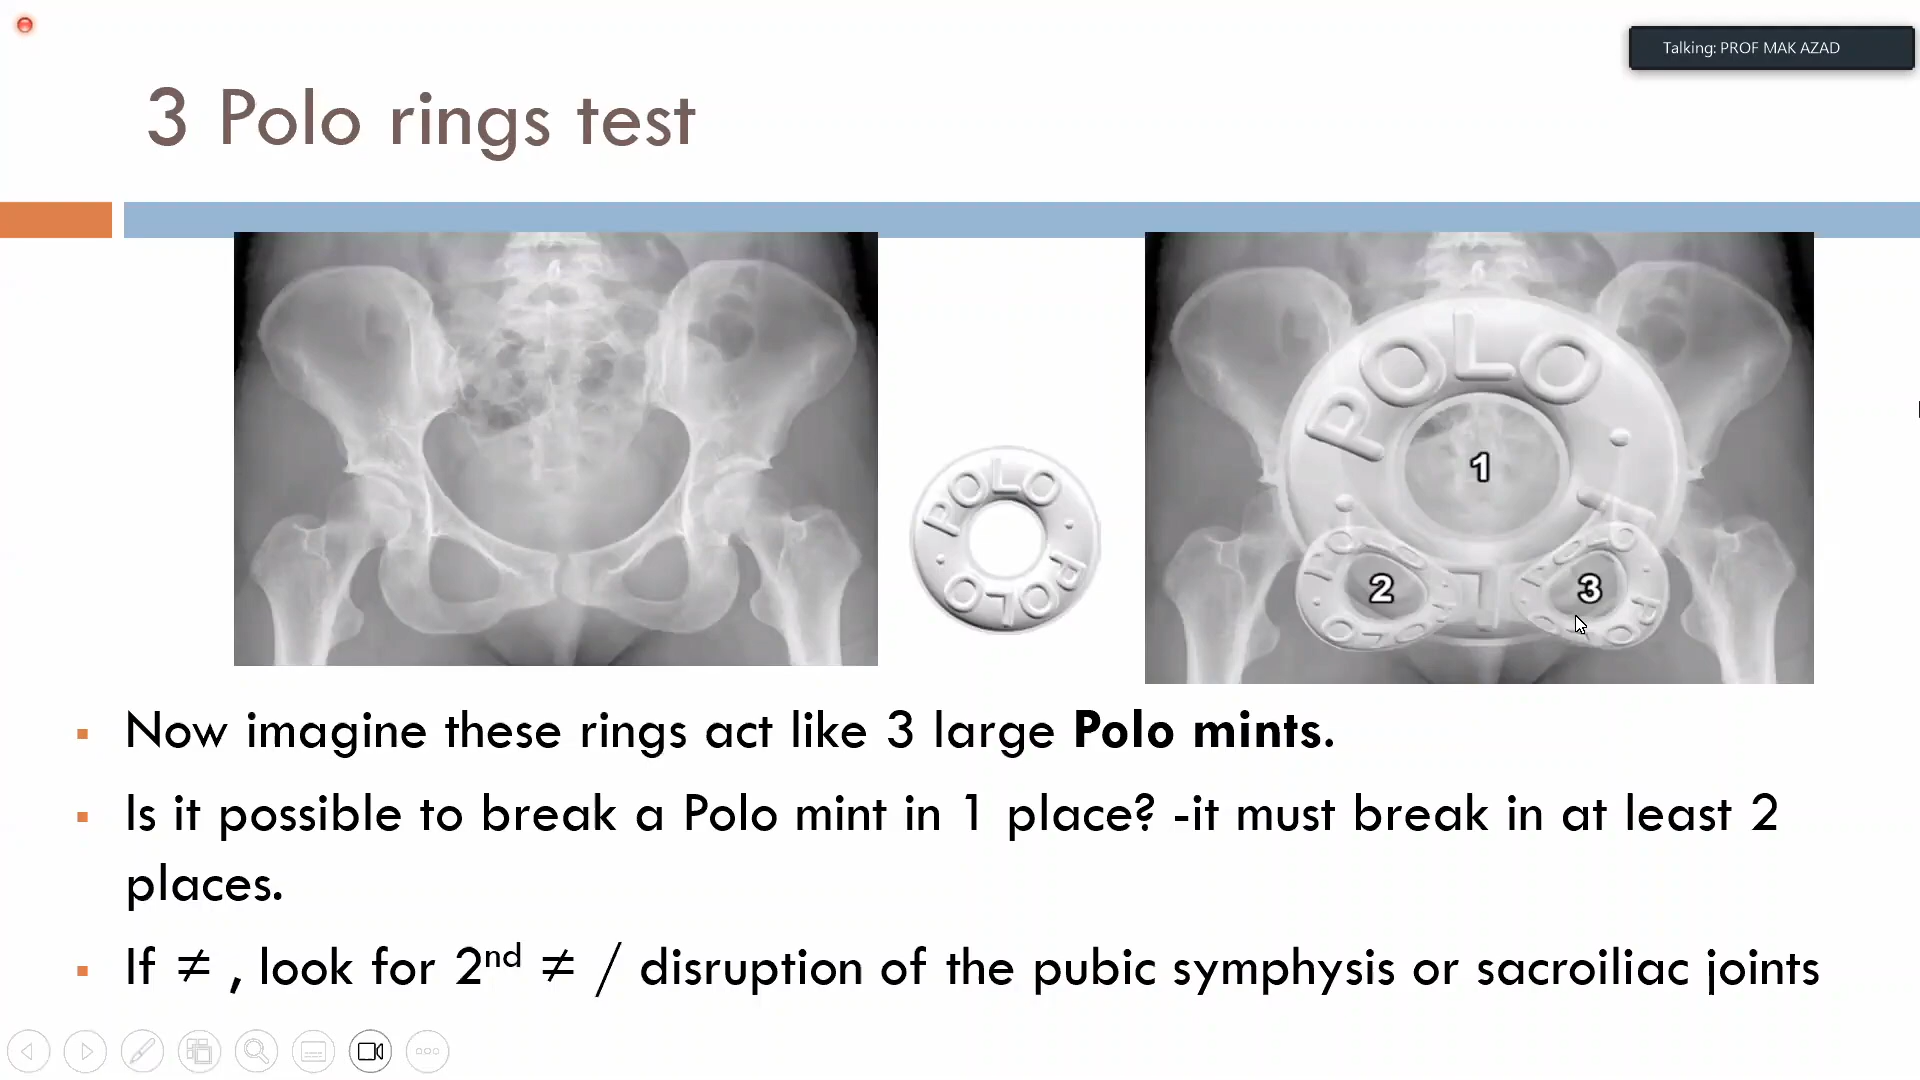 Talking: PROF MAK AZAD
3 Polo rings test
POLO
POLO
POLO
1
2
3
Now imagine these rings act like 3 large Polo mints.
Is it possible to break a Polo mint in 1 place? -it must break in at least 2
places.
If ≠ , look for 2nd ≠ / disruption of the pubic symphysis or sacroiliac joints